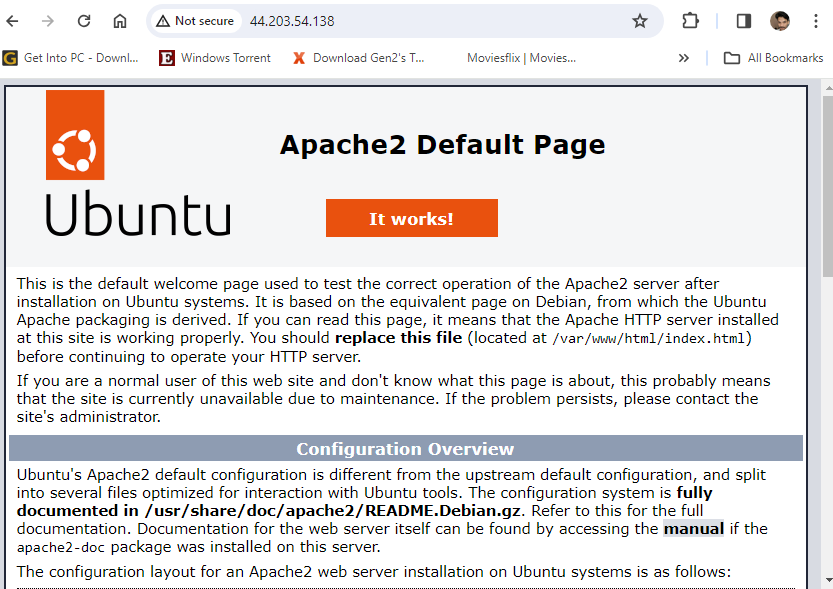 Not secure 44.203.54.138
Get Into PC - Downl... Windows Torrent Download Gen2's T... Moviesflix | Movies... » All Bookmarks
Apache2 Default Page
Ubuntu
It works!
This is the default welcome page used to test the correct operation of the Apache2 server after
installation on Ubuntu systems. It is based on the equivalent page on Debian, from which the Ubuntu
Apache packaging is derived. If you can read this page, it means that the Apache HTTP server installed
at this site is working properly. You should replace this file (located at /var/www/html/index.html)
before continuing to operate your HTTP server.
If you are a normal user of this web site and don't know what this page is about, this probably means
that the site is currently unavailable due to maintenance. If the problem persists, please contact the
site's administrator.
Configuration Overview
Ubuntu's Apache2 default configuration is different from the upstream default configuration, and split
into several files optimized for interaction with Ubuntu tools. The configuration system is fully
documented in /usr/share/doc/apache2/README.Debian.gz. Refer to this for the full
documentation. Documentation for the web server itself can be found by accessing the manual if the
apache2-doc package was installed on this server.
The configuration layout for an Apache2 web server installation on Ubuntu systems is as follows: